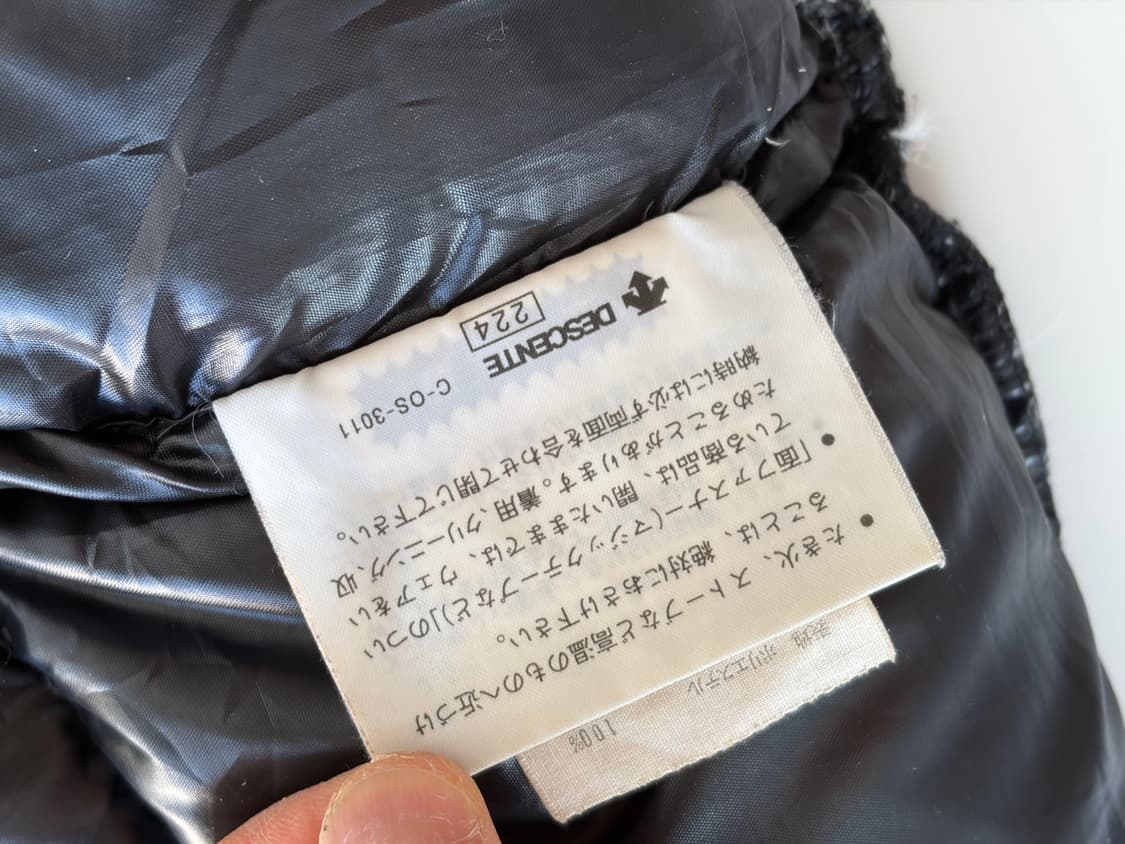 たき火、ストーブなど高温のものへ近づけ
ることは、絶対におさけ下さい。
「面ファスナー(マジックテープなど)」のつい
ている商品は、開いたままでは、ウェアをい
ためることがあります。着用、クリーニング、収
納時には必ず両面を合わせて閉じて下さい。
DESCENTE
224
C-OS-3011
表地 ポリエステル 100%